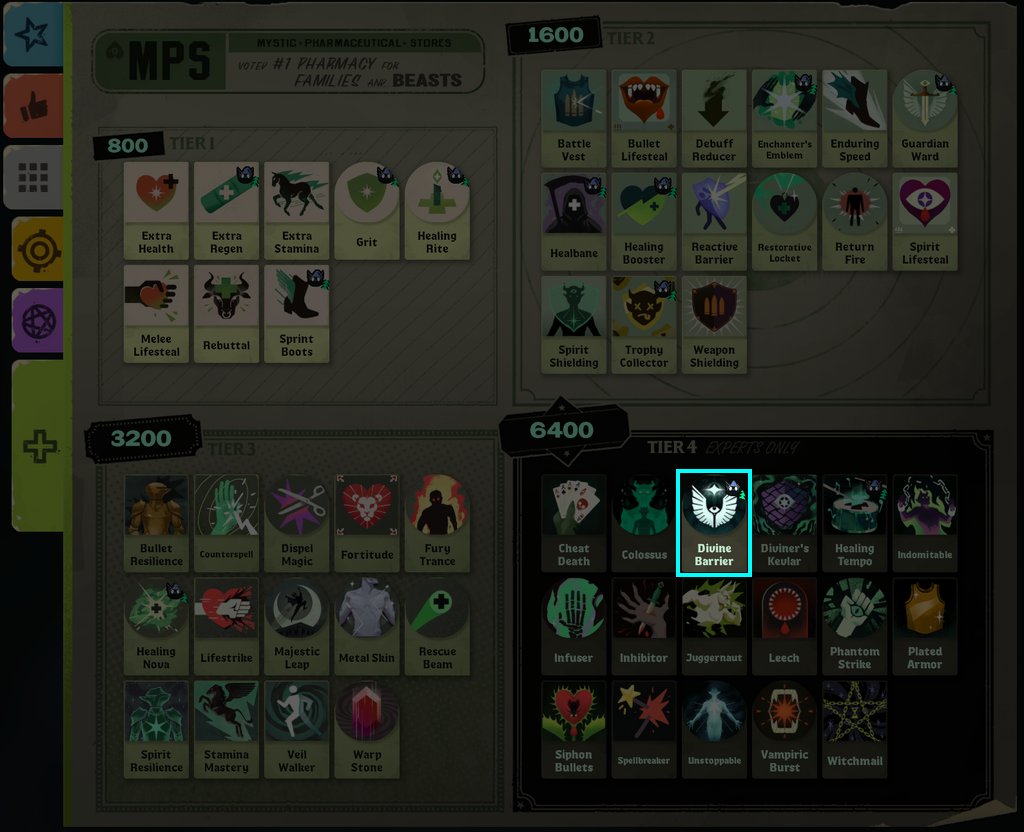 MPS
MYSTIC • PHARMACEUTICAL • STORES
VOTED #1 PHARMACY FOR
FAMILIES AND BEASTS
800 TIER 1
Extra
Health
Extra
Regen
Extra
Stamina
Grit
Healing
Rite
Melee
Lifesteal
Rebuttal
Sprint
Boots
1600 TIER 2
Battle
Vest
Bullet
Lifesteal
Debuff
Reducer
Enchanter's
Emblem
Enduring
Speed
Guardian
Ward
Healbane
Healing
Booster
Reactive
Barrier
Restorative
Locket
Return
Fire
Spirit
Lifesteal
Spirit
Shielding
Trophy
Collector
Weapon
Shielding
3200 TIER 3
Bullet
Resilience
Counterspell
Dispel
Magic
Fortitude
Fury
Trance
Healing
Nova
Lifestrike
Majestic
Leap
Metal Skin
Rescue
Beam
Spirit
Resilience
Stamina
Mastery
Veil
Walker
Warp
Stone
6400 TIER 4 EXPERTS ONLY
Cheat
Death
Colossus
Divine
Barrier
Diviner's
Kevlar
Healing
Tempo
Indomitable
Infuser
Inhibitor
Juggernaut
Leech
Phantom
Strike
Plated
Armor
Siphon
Bullets
Spellbreaker
Unstoppable
Vampiric
Burst
Witchmail